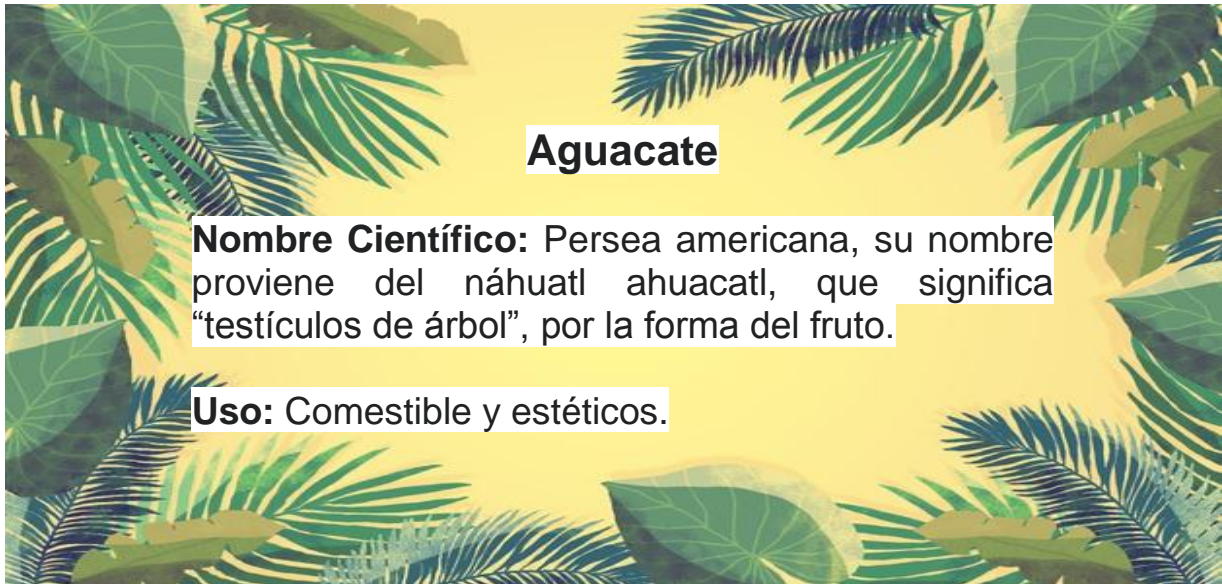 Aguacate
Nombre Científico: Persea americana, su nombre
proviene del náhuatl ahuacatl, que significa
“testículos de árbol”, por la forma del fruto.
Uso: Comestible y estéticos.